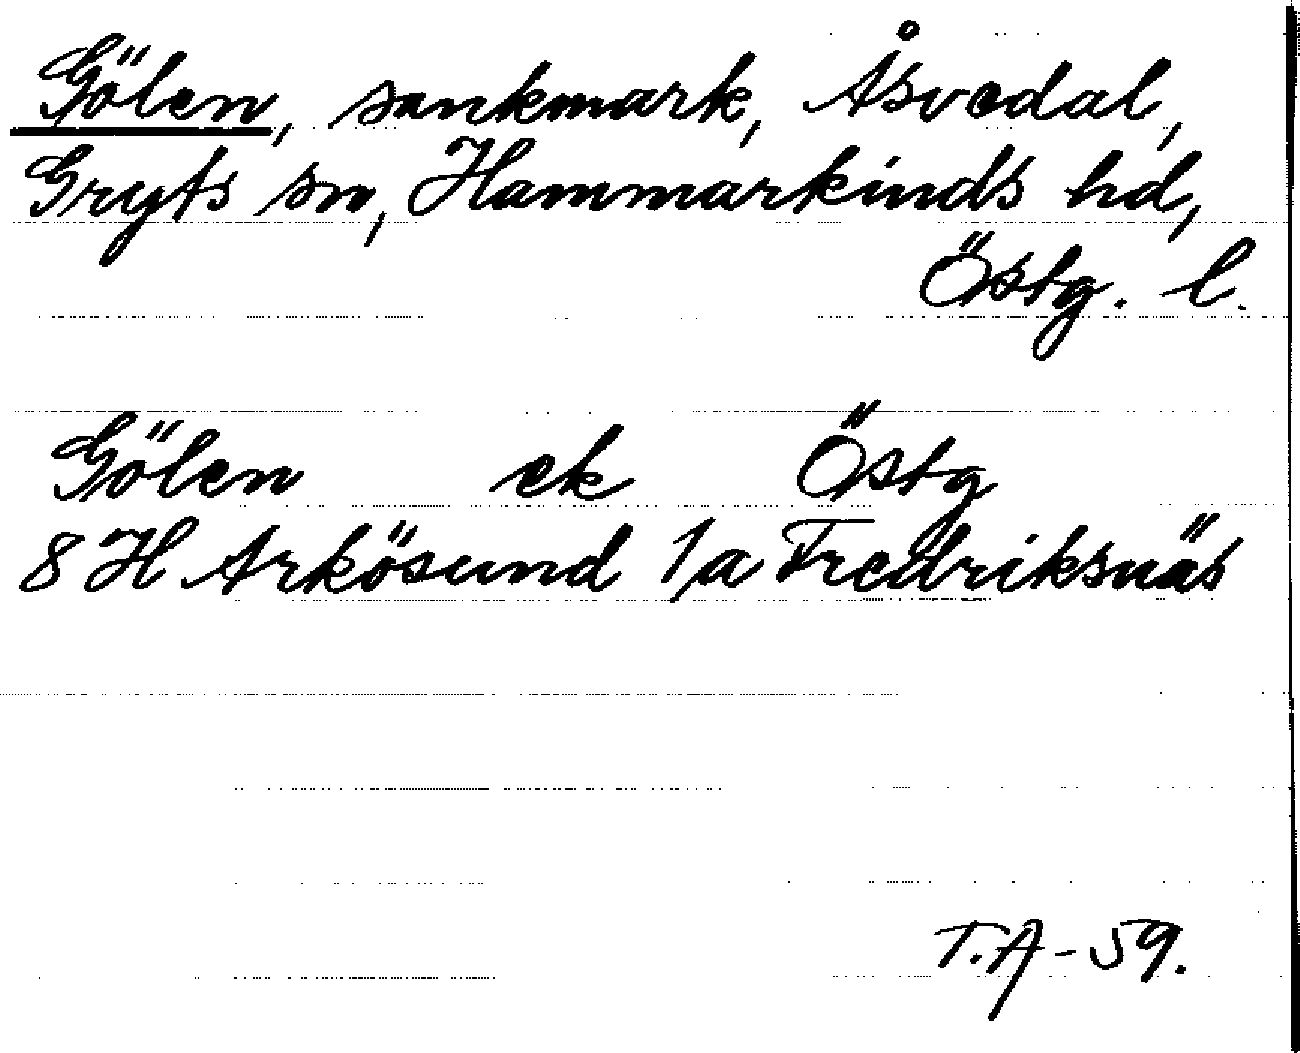 Gölen, sankmark, Åsvedal,
Gryts sn, Hammarkinds hd,
Östg. l.
Gölen ek Östg
8 H Arkösund 1/a Fredriksnäs
T.A-59.